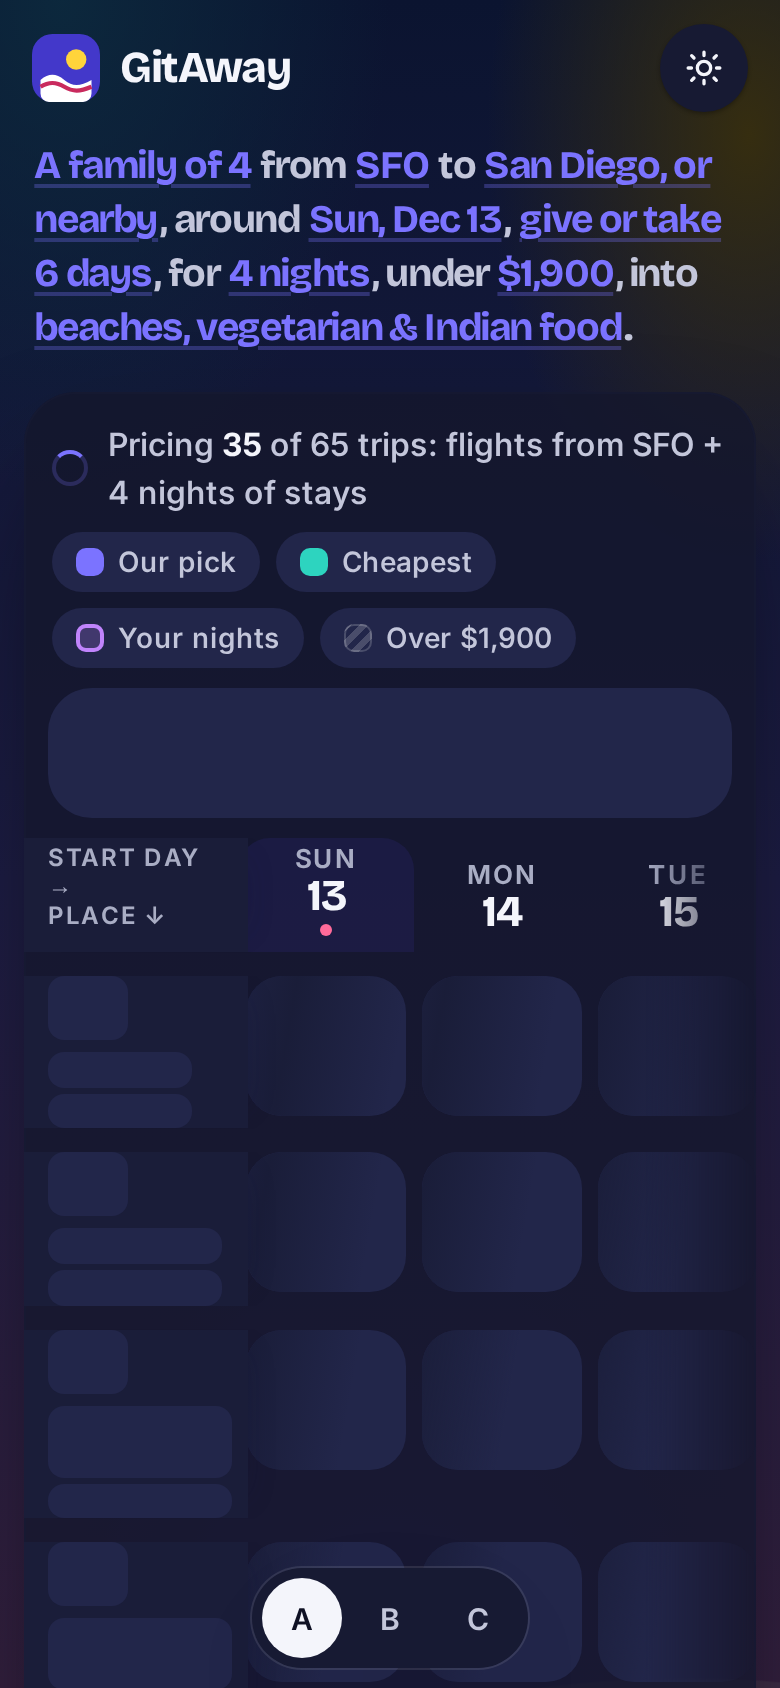 GitAway
A family of 4 from SFO to San Diego, or
nearby, around Sun, Dec 13, give or take
6 days, for 4 nights, under $1,900, into
beaches, vegetarian & Indian food.
Pricing 35 of 65 trips: flights from SFO +
4 nights of stays
Our pick
Cheapest
Your nights
Over $1,900
START DAY
→
PLACE ↓
SUN
13
MON
14
TUE
15
A
B
C